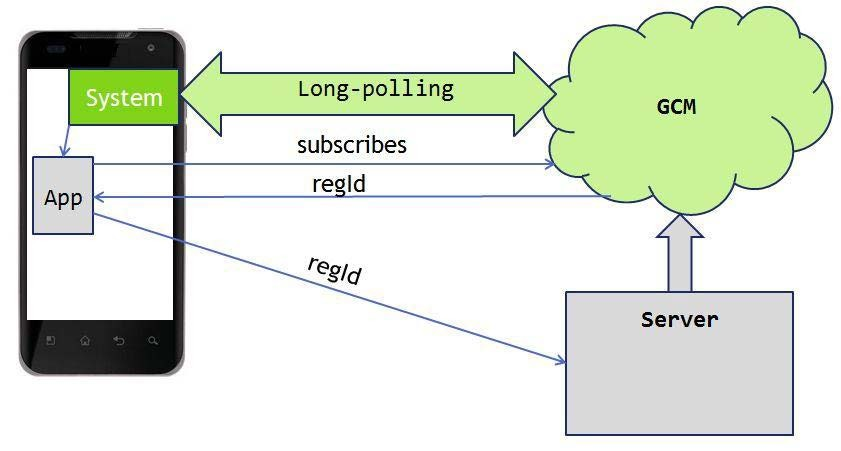 System
Long-polling
GCM
subscribes
regId
App
regId
Server